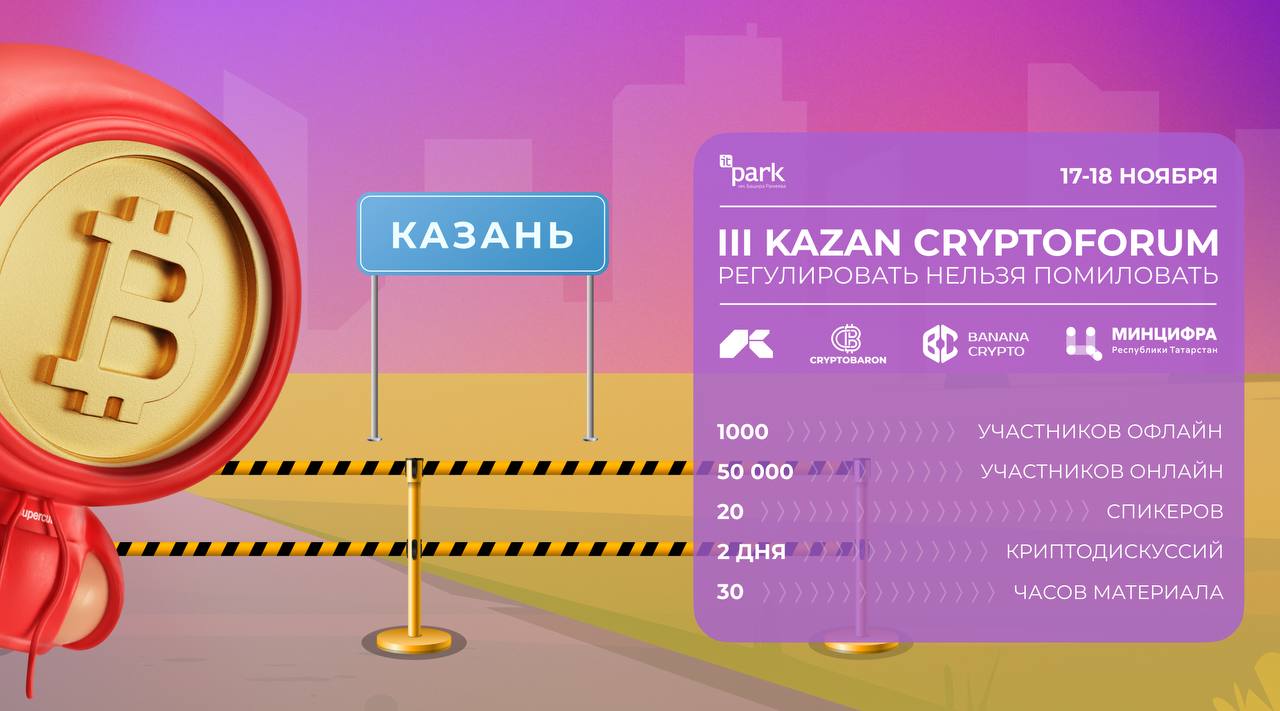 КАЗАНЬ
it park
им. Башира Рамеева
17-18 НОЯБРЯ
III KAZAN CRYPTOFORUM
РЕГУЛИРОВАТЬ НЕЛЬЗЯ ПОМИЛОВАТЬ
CRYPTOBARON
BANANA
CRYPTO
МИНЦИФРА
Республики Татарстан
1000 УЧАСТНИКОВ ОФЛАЙН
50 000 УЧАСТНИКОВ ОНЛАЙН
20 СПИКЕРОВ
2 ДНЯ КРИПТОДИСКУССИЙ
30 ЧАСОВ МАТЕРИАЛА